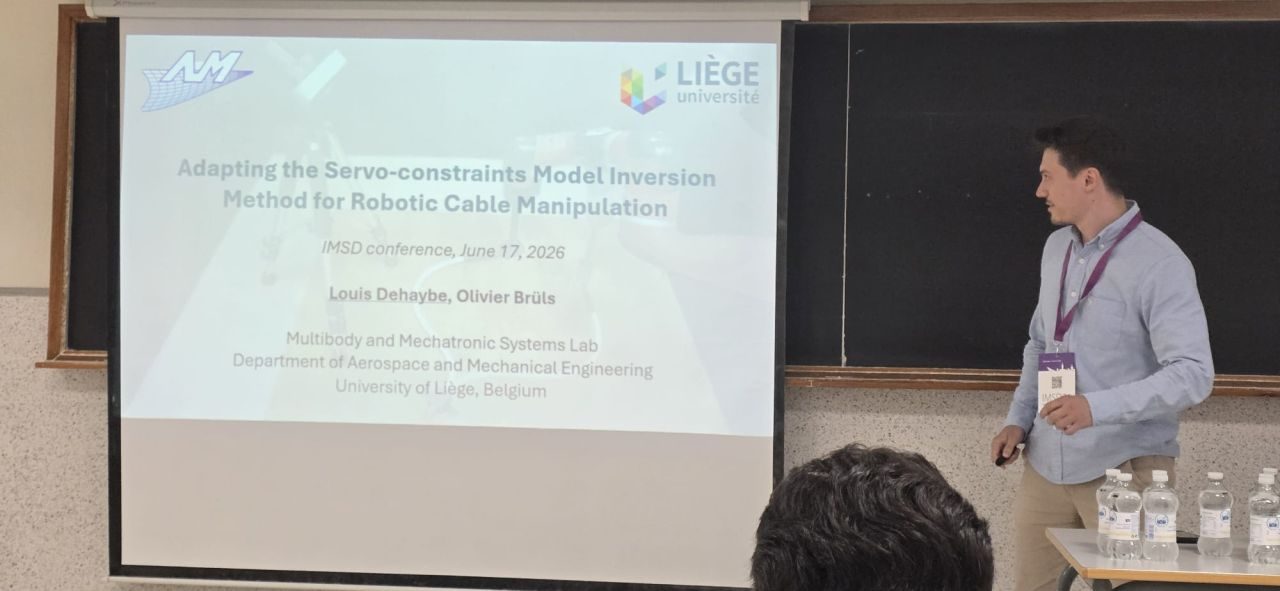 AM
LIÈGE
université
Adapting the Servo-constraints Model Inversion
Method for Robotic Cable Manipulation
IMSD conference, June 17, 2026
Louis Dehaybe, Olivier Brüls
Multibody and Mechatronic Systems Lab
Department of Aerospace and Mechanical Engineering
University of Liège, Belgium